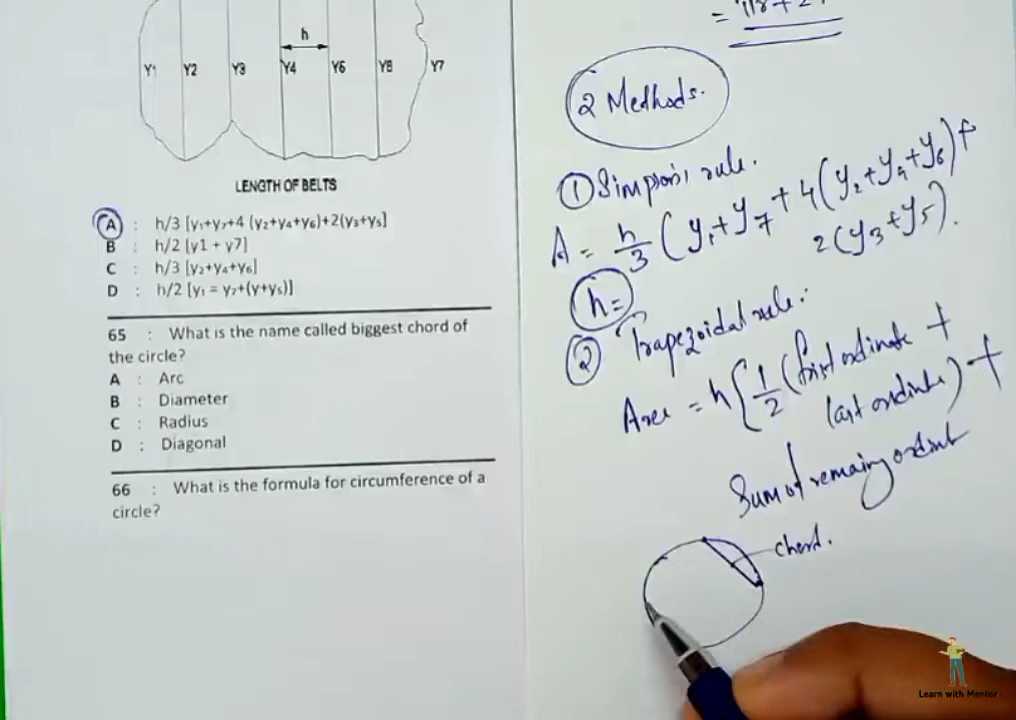 h
Y1 Y2 Y3 Y4 Y5 Y6 Y7
LENGTH OF BELTS
A : h/3 [y₁+y₇+4 (y₂+y₄+y₆)+2(y₃+y₅]
B : h/2 [y1 + y7]
C : h/3 [y₂+y₄+y₆]
D : h/2 [y₁ = y₇+(y+y₅)]
65 : What is the name called biggest chord of
the circle?
A : Arc
B : Diameter
C : Radius
D : Diagonal
66 : What is the formula for circumference of a
circle?
2 Methods.
① Simpson's rule.
A = h/3 (y₁+y₇ + 4(y₂+y₄+y₆)+
2(y₃+y₅).
h=
② Trapezoidal rule:
Area = h{1/2 (first ordinate +
last ordinate) +
Sum of remaing ordinat
chord.
Learn with Mentor